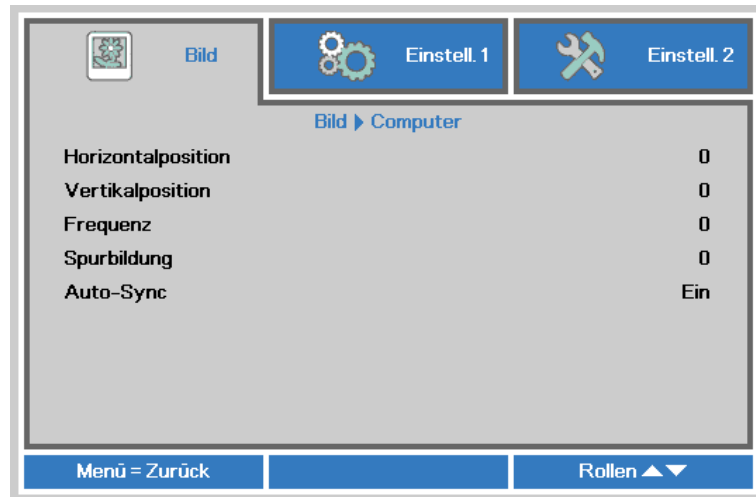 Bild Einstell. 1 Einstell. 2
Bild ▶ Computer
Horizontalposition 0
Vertikalposition 0
Frequenz 0
Spurbildung 0
Auto-Sync Ein
Menü = Zurück Rollen ▲▼